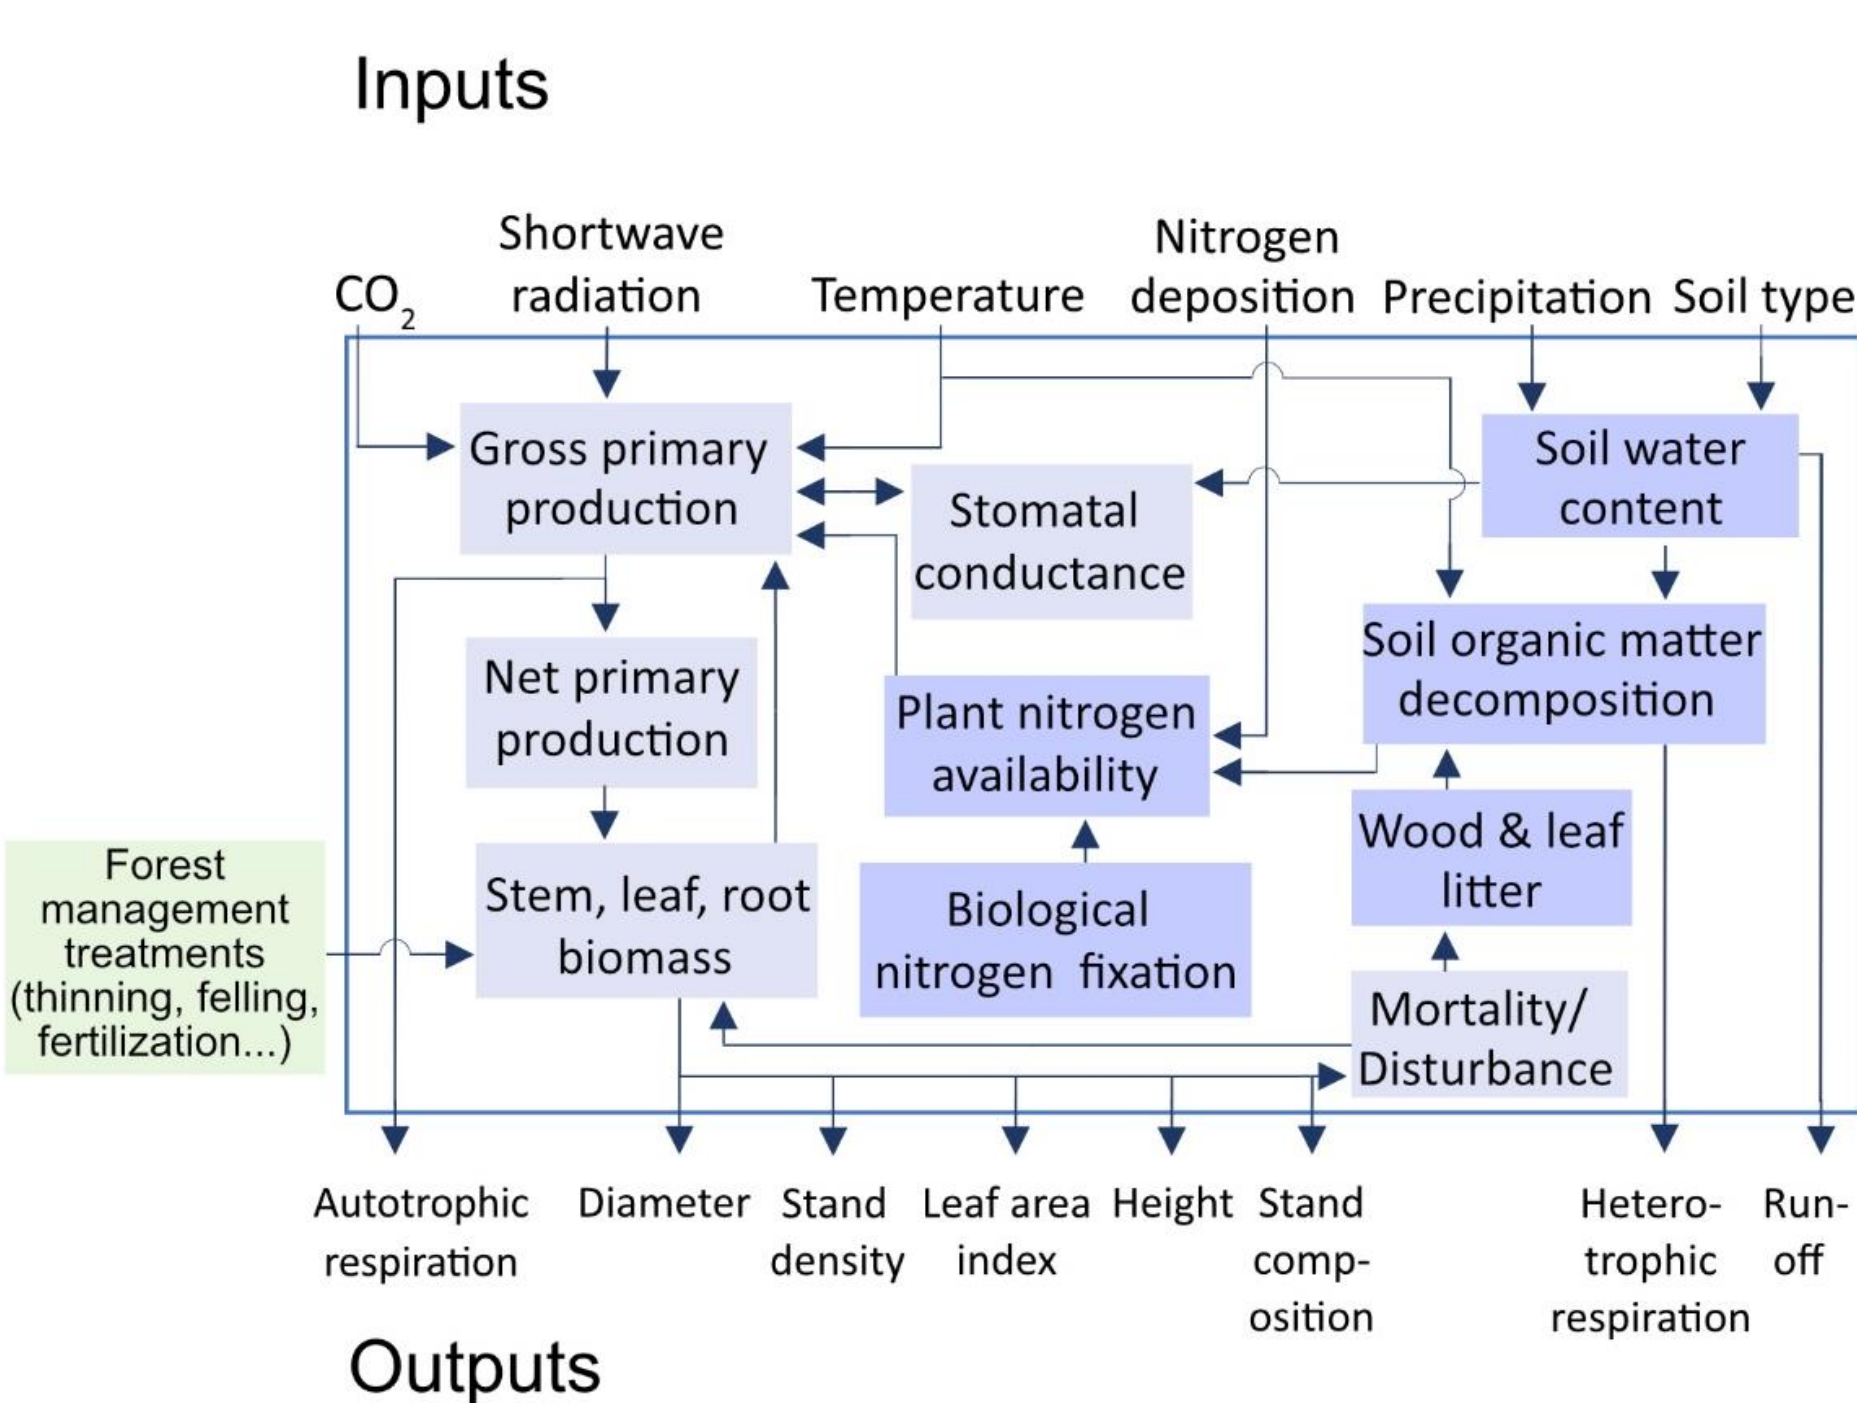 Inputs
CO₂
Shortwave
radiation
Temperature
Nitrogen
deposition
Precipitation
Soil type
Gross primary
production
Stomatal
conductance
Soil water
content
Net primary
production
Plant nitrogen
availability
Soil organic matter
decomposition
Forest
management
treatments
(thinning, felling,
fertilization...)
Stem, leaf, root
biomass
Biological
nitrogen fixation
Wood & leaf
litter
Mortality/
Disturbance
Autotrophic
respiration
Diameter
Stand
density
Leaf area
index
Height
Stand
comp-
osition
Hetero-
trophic
respiration
Run-
off
Outputs